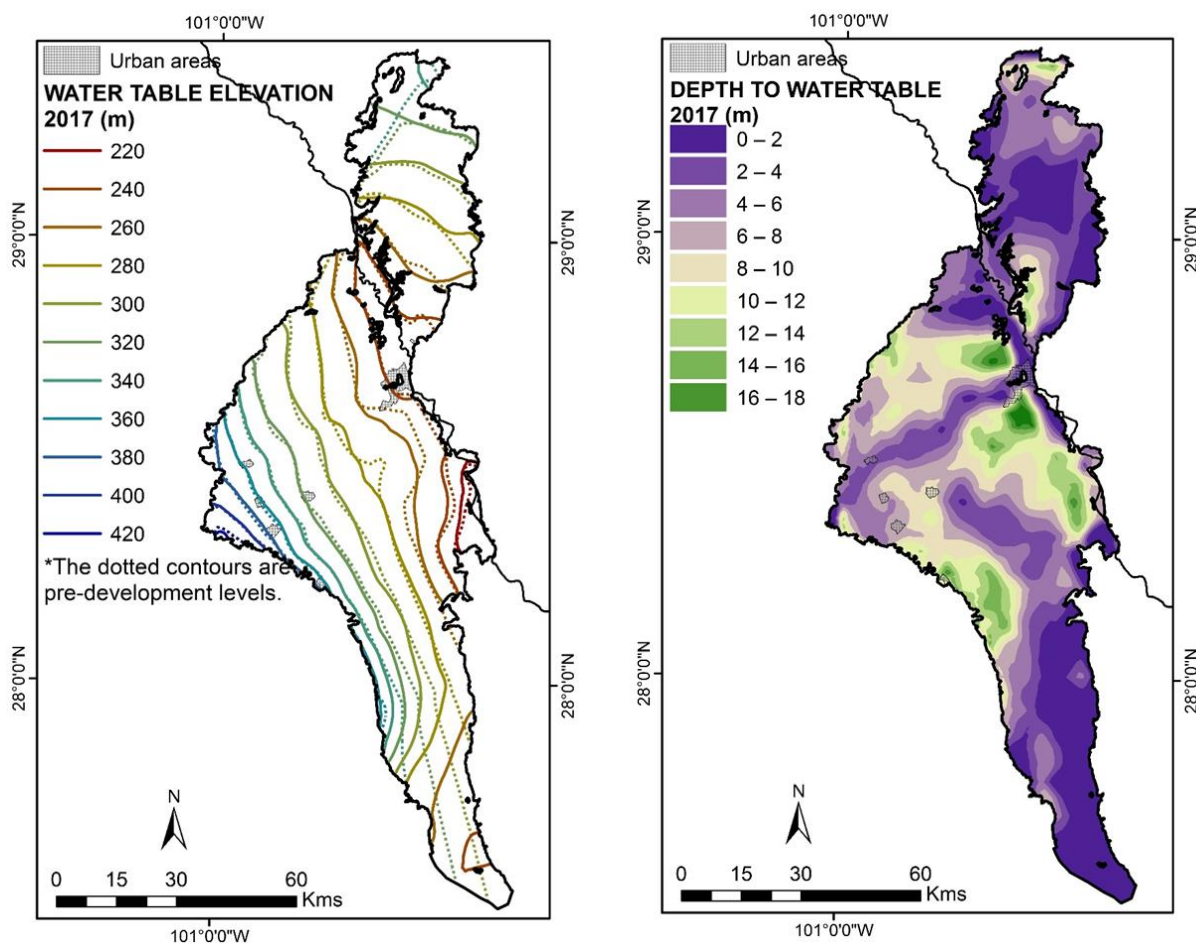 101°0'0"W
Urban areas
WATER TABLE ELEVATION
2017 (m)
220
240
260
280
300
320
340
360
380
400
420
*The dotted contours are
pre-development levels.
29°0'0"N
28°0'0"N
29°0'0"N
28°0'0"N
N
0 15 30 60
Kms
101°0'0"W
101°0'0"W
Urban areas
DEPTH TO WATER TABLE
2017 (m)
0 – 2
2 – 4
4 – 6
6 – 8
8 – 10
10 – 12
12 – 14
14 – 16
16 – 18
29°0'0"N
28°0'0"N
29°0'0"N
28°0'0"N
N
0 15 30 60
Kms
101°0'0"W